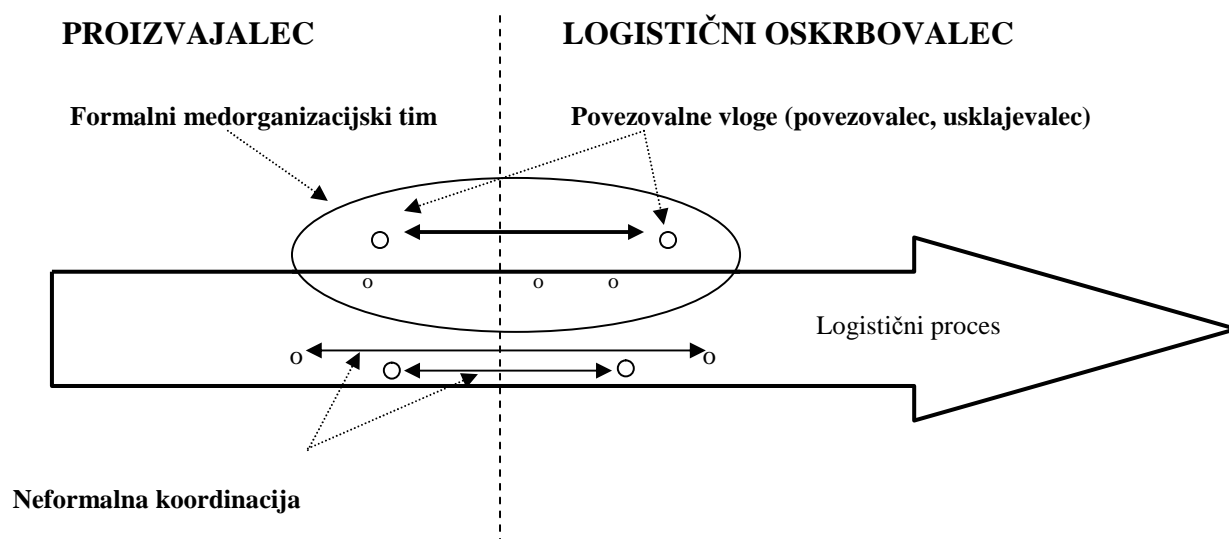 PROIZVAJALEC
LOGISTIČNI OSKRBOVALEC
Formalni medorganizacijski tim
Povezovalne vloge (povezovalec, usklajevalec)
o
o
o
Logistični proces
o
o
Neformalna koordinacija